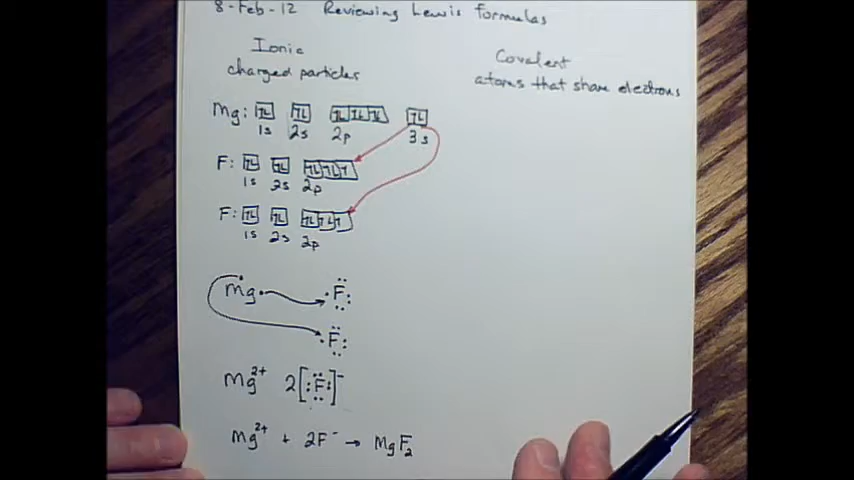 8-Feb-12 Reviewing Lewis Formulas
Ionic
charged particles
Covalent
atoms that share electrons
Mg: ↑↓ ↑↓ ↑↓ ↑↓ ↑↓ ↑↓
1s 2s 2p 3s
F: ↑↓ ↑↓ ↑↓ ↑↓ ↑
1s 2s 2p
F: ↑↓ ↑↓ ↑↓ ↑↓ ↑
1s 2s 2p
Mg F
F
Mg²⁺ 2[F]⁻
Mg²⁺ + 2F⁻ → MgF₂